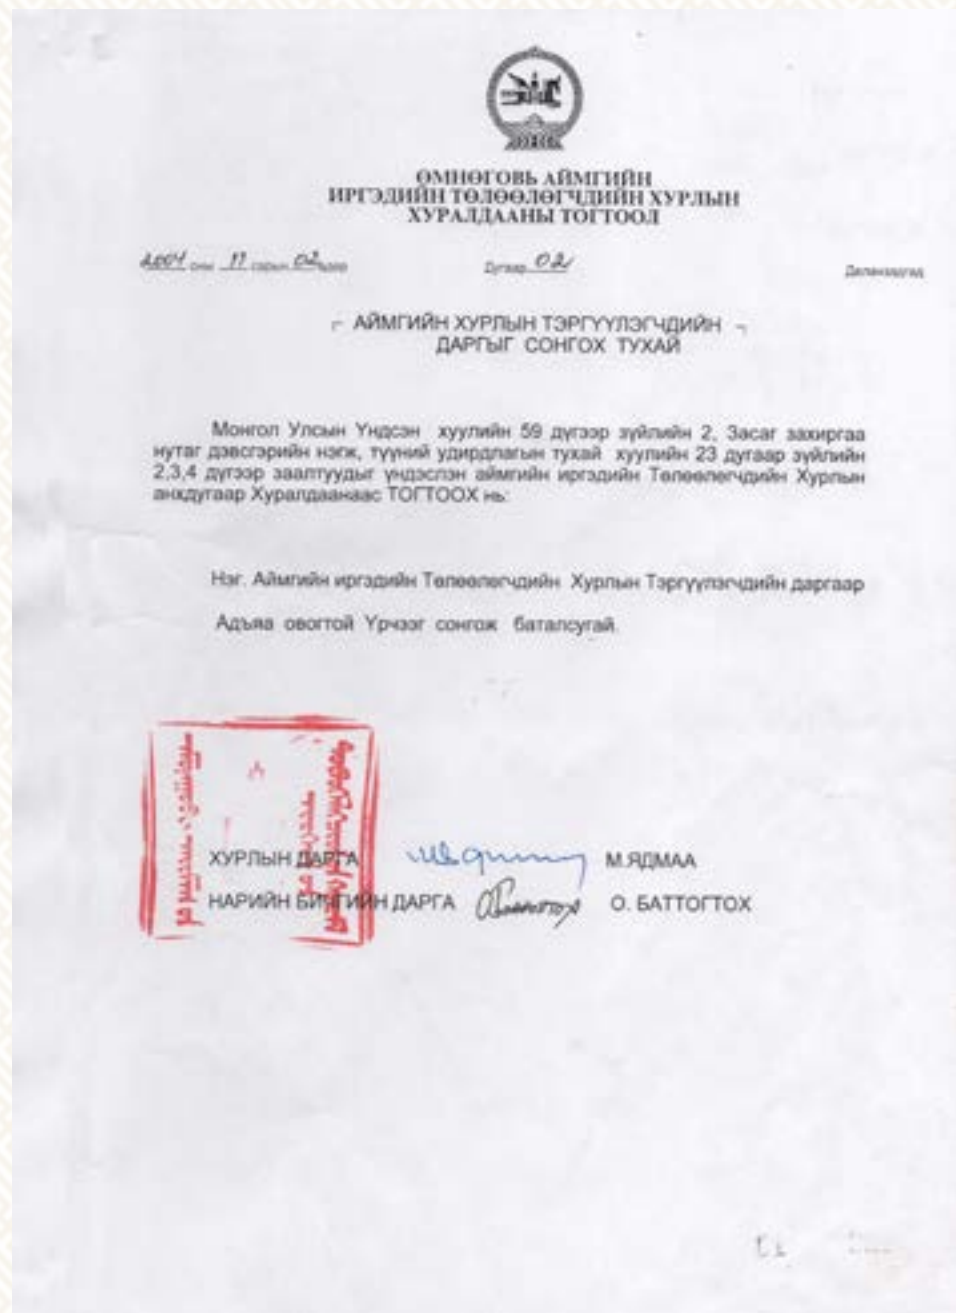 ӨМНӨГОВЬ АЙМГИЙН
ИРГЭДИЙН ТӨЛӨӨЛӨГЧДИЙН ХУРЛЫН
ХУРАЛДААНЫ ТОГТООЛ
2004 оны 11 сарын 02 өдөр Дугаар 02 Даланзадгад
АЙМГИЙН ХУРЛЫН ТЭРГҮҮЛЭГЧДИЙН
ДАРГЫГ СОНГОХ ТУХАЙ
Монгол Улсын Үндсэн хуулийн 59 дүгээр зүйлийн 2, Засаг захиргаа
нутаг дэвсгэрийн нэгж, түүний удирдлагын тухай хуулийн 23 дугаар зүйлийн
2,3,4 дүгээр заалтуудыг үндэслэн аймгийн иргэдийн Төлөөлөгчдийн Хурлын
анхдугаар Хуралдаанаас ТОГТООХ нь:
Нэг. Аймгийн иргэдийн Төлөөлөгчдийн Хурлын Тэргүүлэгчдийн даргаар
Адъяа овогтой Үрчээг сонгож баталсугай.
ХУРЛЫН ДАРГА М.ЯДМАА
НАРИЙН БИЧГИЙН ДАРГА О. БАТТОГТОХ